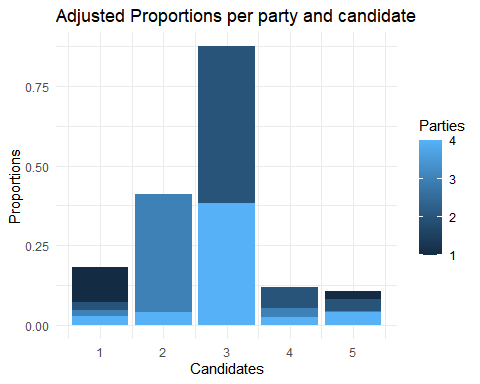 Adjusted Proportions per party and candidate
Proportions
0.75
0.50
0.25
0.00
1 2 3 4 5
Candidates
Parties
4
3
2
1